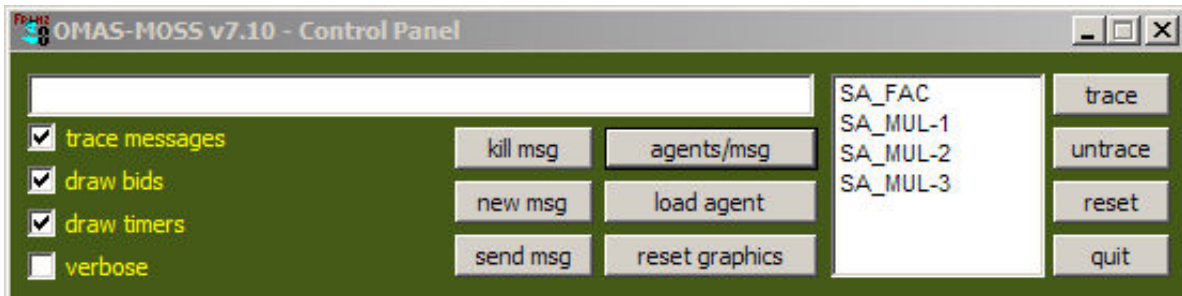 FRANZ
OMAS-MOSS v7.10 - Control Panel
trace messages
draw bids
draw timers
verbose
kill msg
agents/msg
new msg
load agent
send msg
reset graphics
SA_FAC
SA_MUL-1
SA_MUL-2
SA_MUL-3
trace
untrace
reset
quit